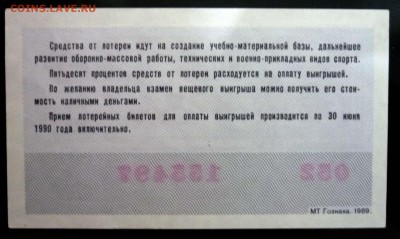 COINS.LAVE.RU
Средства от лотереи идут на создание учебно-материальной базы, дальнейшее
развитие оборонно-массовой работы, технических и военно-прикладных видов спорта.
Пятьдесят процентов средств от лотереи расходуется на оплату выигрышей.
По желанию владельца взамен вещевого выигрыша можно получить его стои-
мость наличными деньгами.
Прием лотерейных билетов для оплаты выигрышей производится по 30 июня
1990 года включительно.
МТ Гознака. 1989.